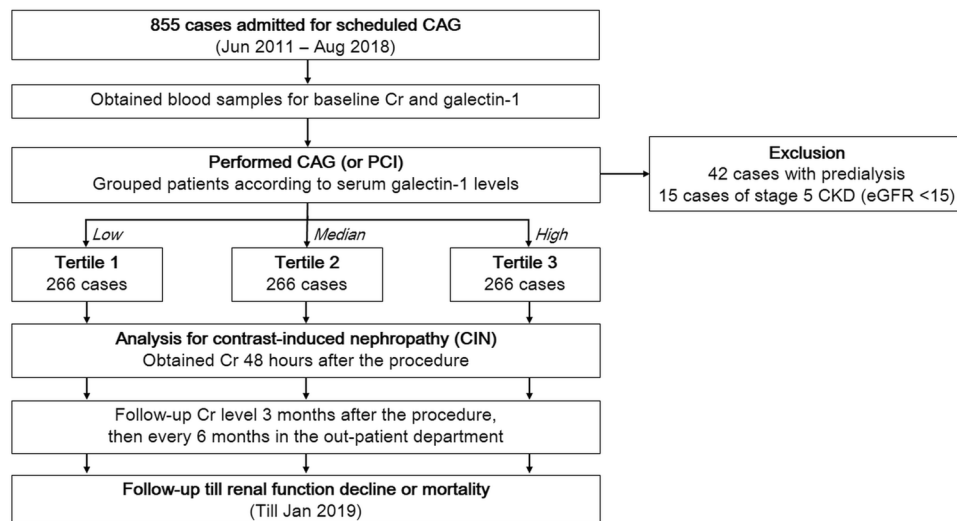 855 cases admitted for scheduled CAG
(Jun 2011 – Aug 2018)
Obtained blood samples for baseline Cr and galectin-1
Performed CAG (or PCI)
Grouped patients according to serum galectin-1 levels
Exclusion
42 cases with predialysis
15 cases of stage 5 CKD (eGFR <15)
Low
Median
High
Tertile 1
266 cases
Tertile 2
266 cases
Tertile 3
266 cases
Analysis for contrast-induced nephropathy (CIN)
Obtained Cr 48 hours after the procedure
Follow-up Cr level 3 months after the procedure,
then every 6 months in the out-patient department
Follow-up till renal function decline or mortality
(Till Jan 2019)